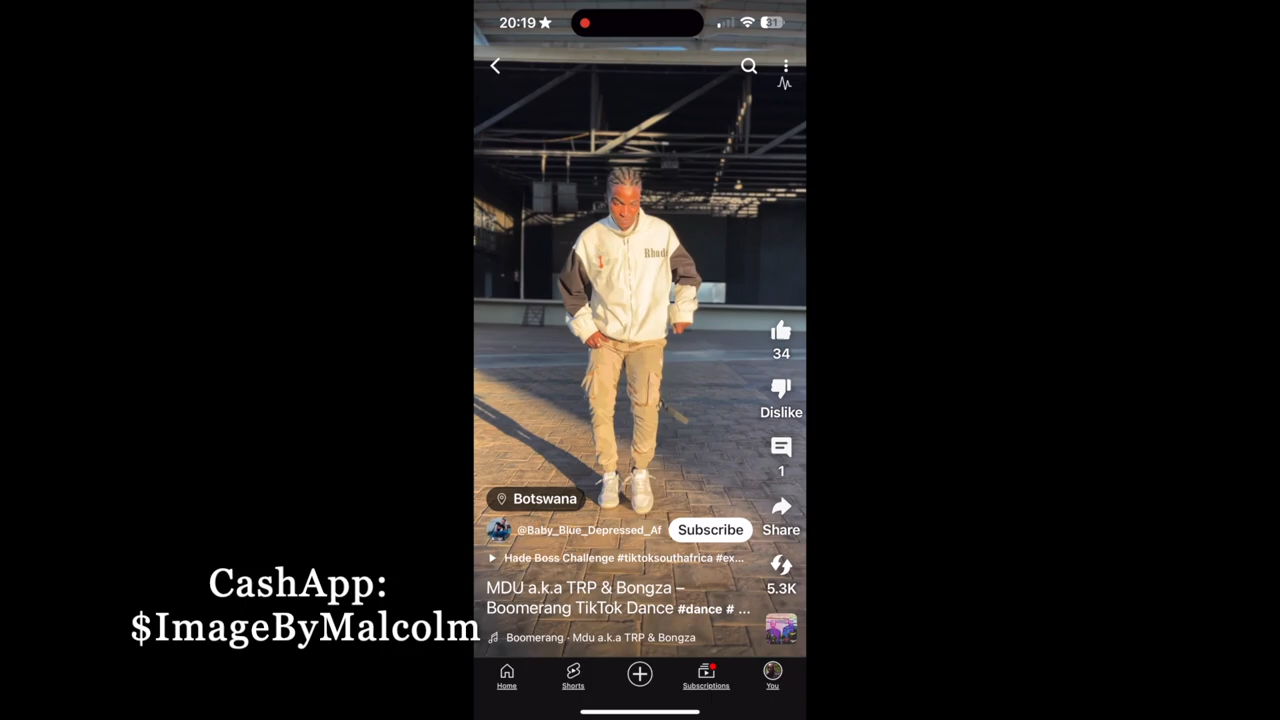 20:19
31
Rhude
34
Dislike
1
Botswana
@Baby_Blue_Depressed_Af
Subscribe
Share
Hade Boss Challenge #tiktoksouthafrica #ex...
5.3K
MDU a.k.a TRP & Bongza –
Boomerang TikTok Dance #dance # ...
Boomerang · Mdu a.k.a TRP & Bongza
CashApp:
$ImageByMalcolm
Home
Shorts
Subscriptions
You